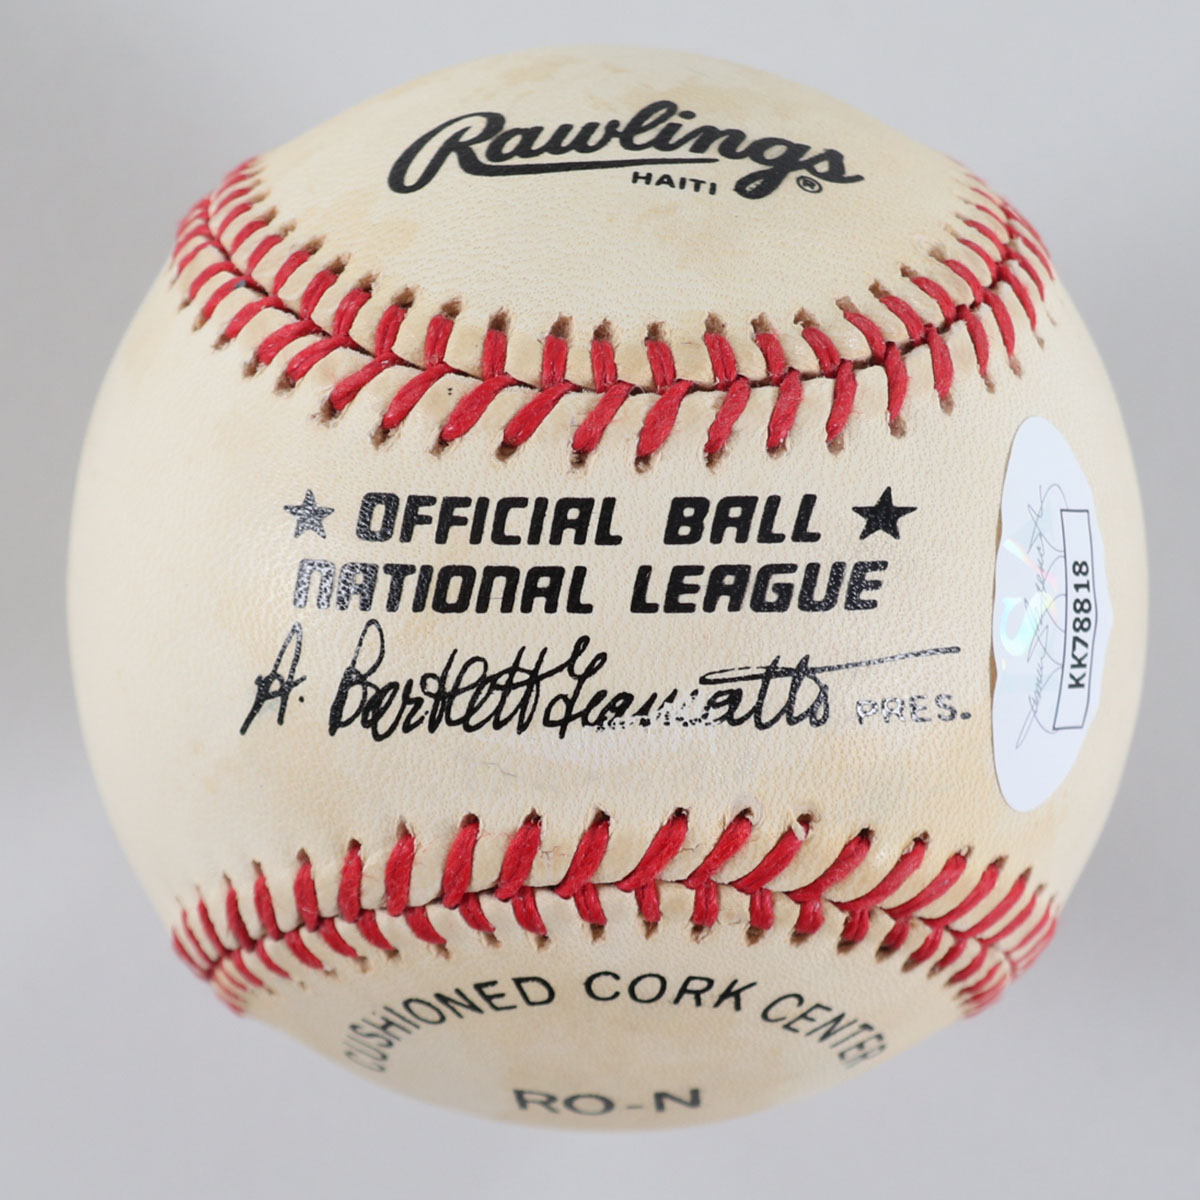 Rawlings
HAITI ®
★ OFFICIAL BALL ★
NATIONAL LEAGUE
A. Bartlett Giamatti PRES.
KK78818
CUSHIONED CORK CENTER
RO-N